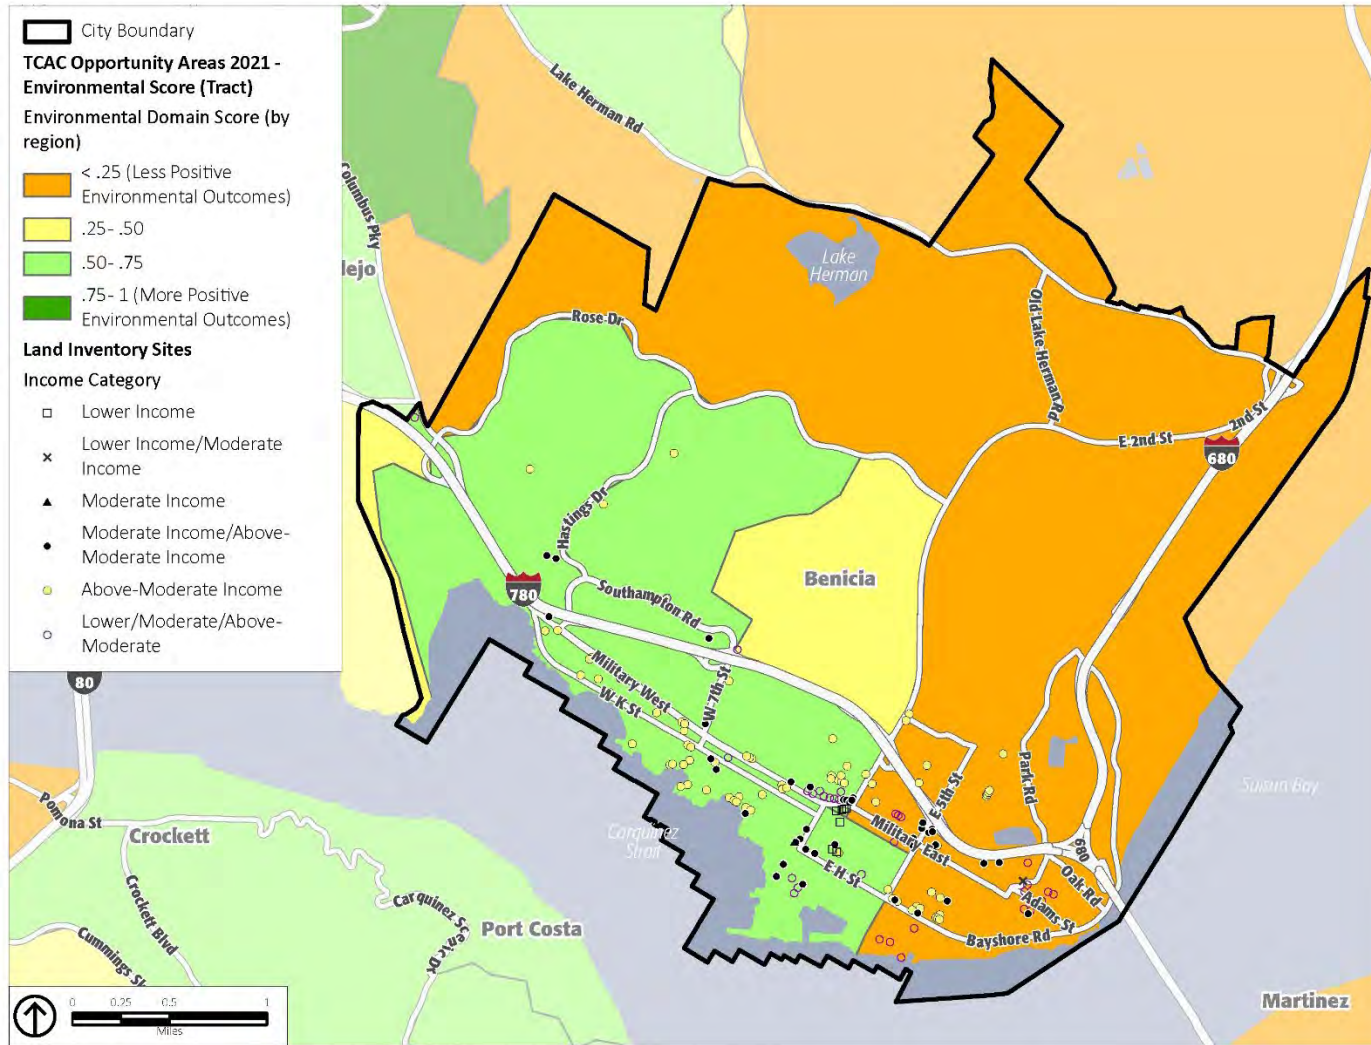 City Boundary
TCAC Opportunity Areas 2021 -
Environmental Score (Tract)
Environmental Domain Score (by
region)
< .25 (Less Positive
Environmental Outcomes)
.25- .50
.50- .75
.75- 1 (More Positive
Environmental Outcomes)
Land Inventory Sites
Income Category
Lower Income
Lower Income/Moderate
Income
Moderate Income
Moderate Income/Above-
Moderate Income
Above-Moderate Income
Lower/Moderate/Above-
Moderate
Lake Herman Rd
Columbus Pky
lejo
Lake
Herman
Rose Dr
Old Lake Herman Rd
E 2nd St
2nd St
680
Hastings Dr
Benicia
780
Southampton Rd
Military West
W K St
W 7th St
80
Pomona St
Crockett
Crockett Blvd
Cummings Sk
Carquinez Scenic Dr
Port Costa
Carquinez
Strait
E 5th St
Park Rd
Suisun Bay
Military East
E H St
680
Oak Rd
Adams St
Bayshore Rd
Martinez
0 0.25 0.5 1
Miles